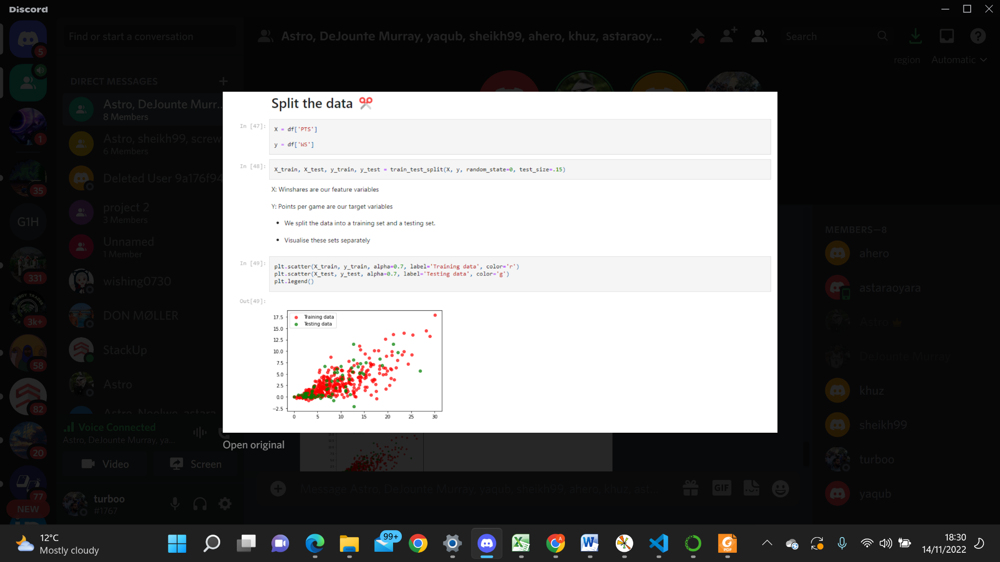 Discord
Find or start a conversation
Astro, DeJounte Murray, yaqub, sheikh99, ahero, khuz, astaraoy...
Search
region Automatic
5
DIRECT MESSAGES
Astro, DeJounte Murr...
8 Members
Astro, sheikh99, screw
6 Members
1
Deleted User 9a176f94
35
project 2
3 Members
G1H
Unnamed
1 Member
wishing0730
331
DON MØLLER
3k+
StackUp
58
Astro
82
Voice Connected
Astro, DeJounte Murray, ya...
20
Video
Screen
77
NEW
turboo
#1767
Split the data
In [47]:
X = df['PTS']
y = df['WS']
In [48]:
X_train, X_test, y_train, y_test = train_test_split(X, y, random_state=0, test_size=.15)
X: Winshares are our feature variables
Y: Points per game are our target variables
We split the data into a training set and a testing set.
Visualise these sets separately
In [49]:
plt.scatter(X_train, y_train, alpha=0.7, label='Training data', color='r')
plt.scatter(X_test, y_test, alpha=0.7, label='Testing data', color='g')
plt.legend()
Out[49]:
Training data
Testing data
17.5
15.0
12.5
10.0
7.5
5.0
2.5
0.0
−2.5
0 5 10 15 20 25 30
Open original
Message Astro, DeJounte Murray, yaqub, sheikh99, ahero, khuz, ast...
GIF
MEMBERS—8
ahero
astaraoyara
Astro
DeJounte Murray
khuz
sheikh99
turboo
yaqub
12°C
Mostly cloudy
99+
A
PDF
18:30
14/11/2022